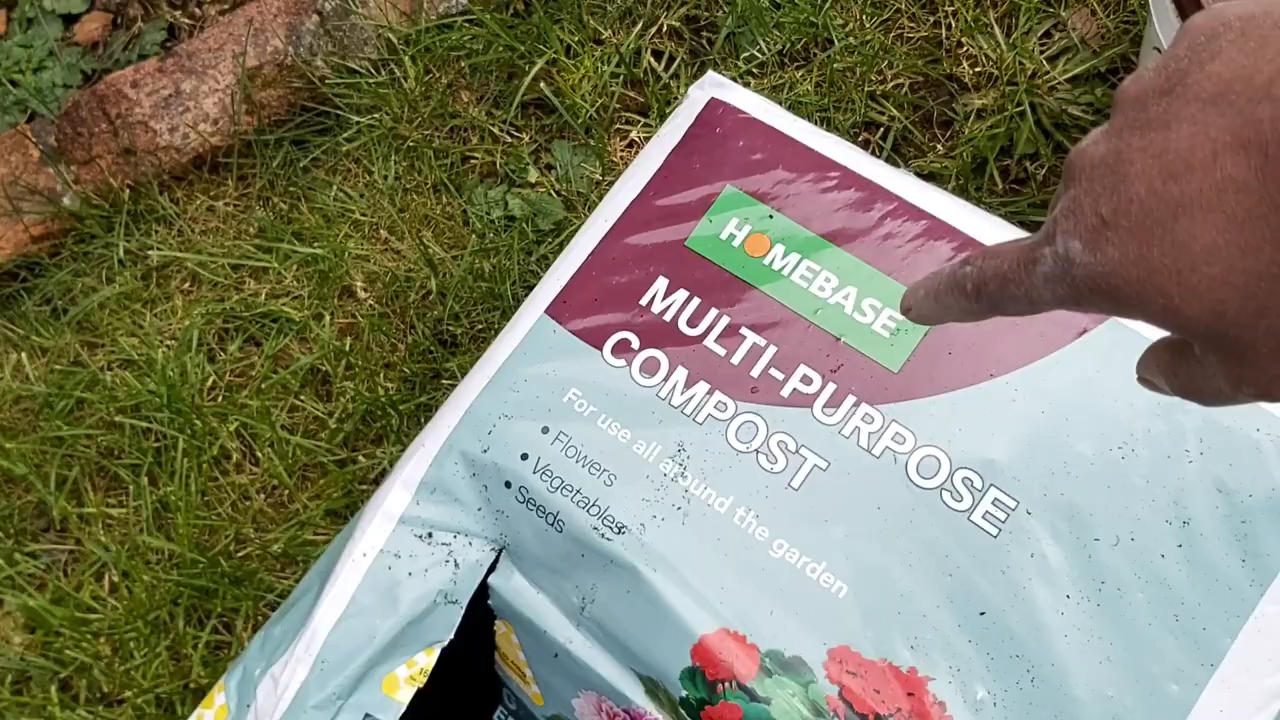 HOMEBASE
MULTI-PURPOSE
COMPOST
For use all around the garden
• Flowers
• Vegetables
• Seeds